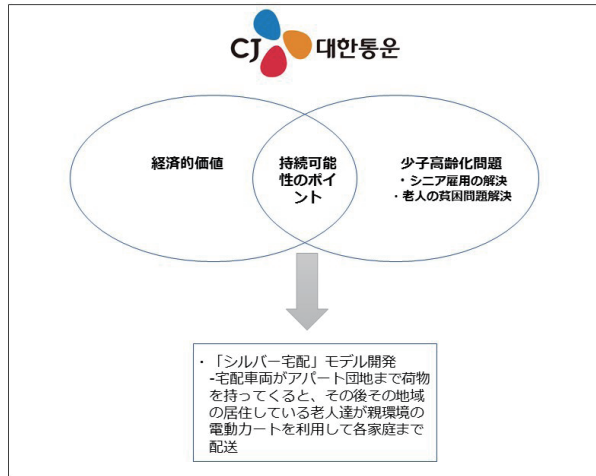 CJ 대한통운
経済的価値
持続可能
性のポイ
ント
少子高齢化問題
・シニア雇用の解決
・老人の貧困問題解決
・「シルバー宅配」モデル開発
-宅配車両がアパート団地まで荷物
を持ってくると、その後その地域
の居住している老人達が親環境の
電動カートを利用して各家庭まで
配送